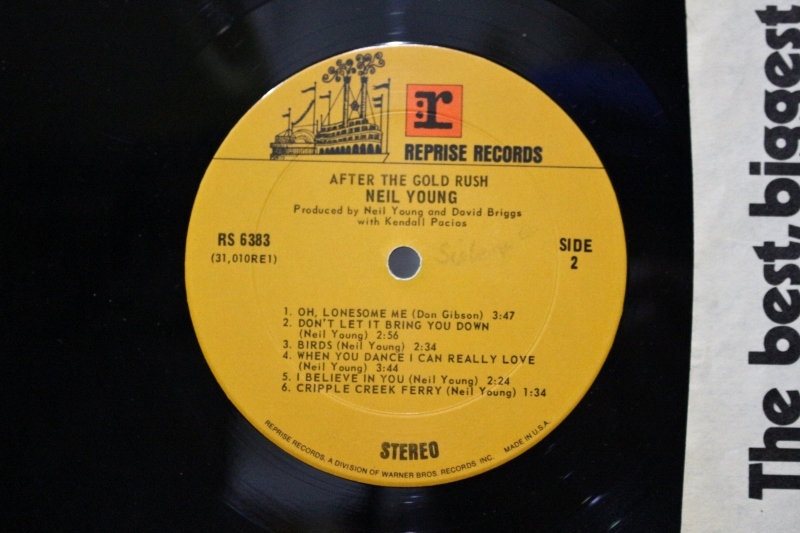 :r
REPRISE RECORDS
AFTER THE GOLD RUSH
NEIL YOUNG
Produced by Neil Young and David Briggs
with Kendall Pacios
RS 6383
(31,010RE1)
SIDE
2
1. OH, LONESOME ME (Don Gibson) 3:47
2. DON'T LET IT BRING YOU DOWN
(Neil Young) 2:56
3. BIRDS (Neil Young) 2:34
4. WHEN YOU DANCE I CAN REALLY LOVE
(Neil Young) 3:44
5. I BELIEVE IN YOU (Neil Young) 2:24
6. CRIPPLE CREEK FERRY (Neil Young) 1:34
STEREO
REPRISE RECORDS, A DIVISION OF WARNER BROS. RECORDS, INC. MADE IN U.S.A.
The best, biggest